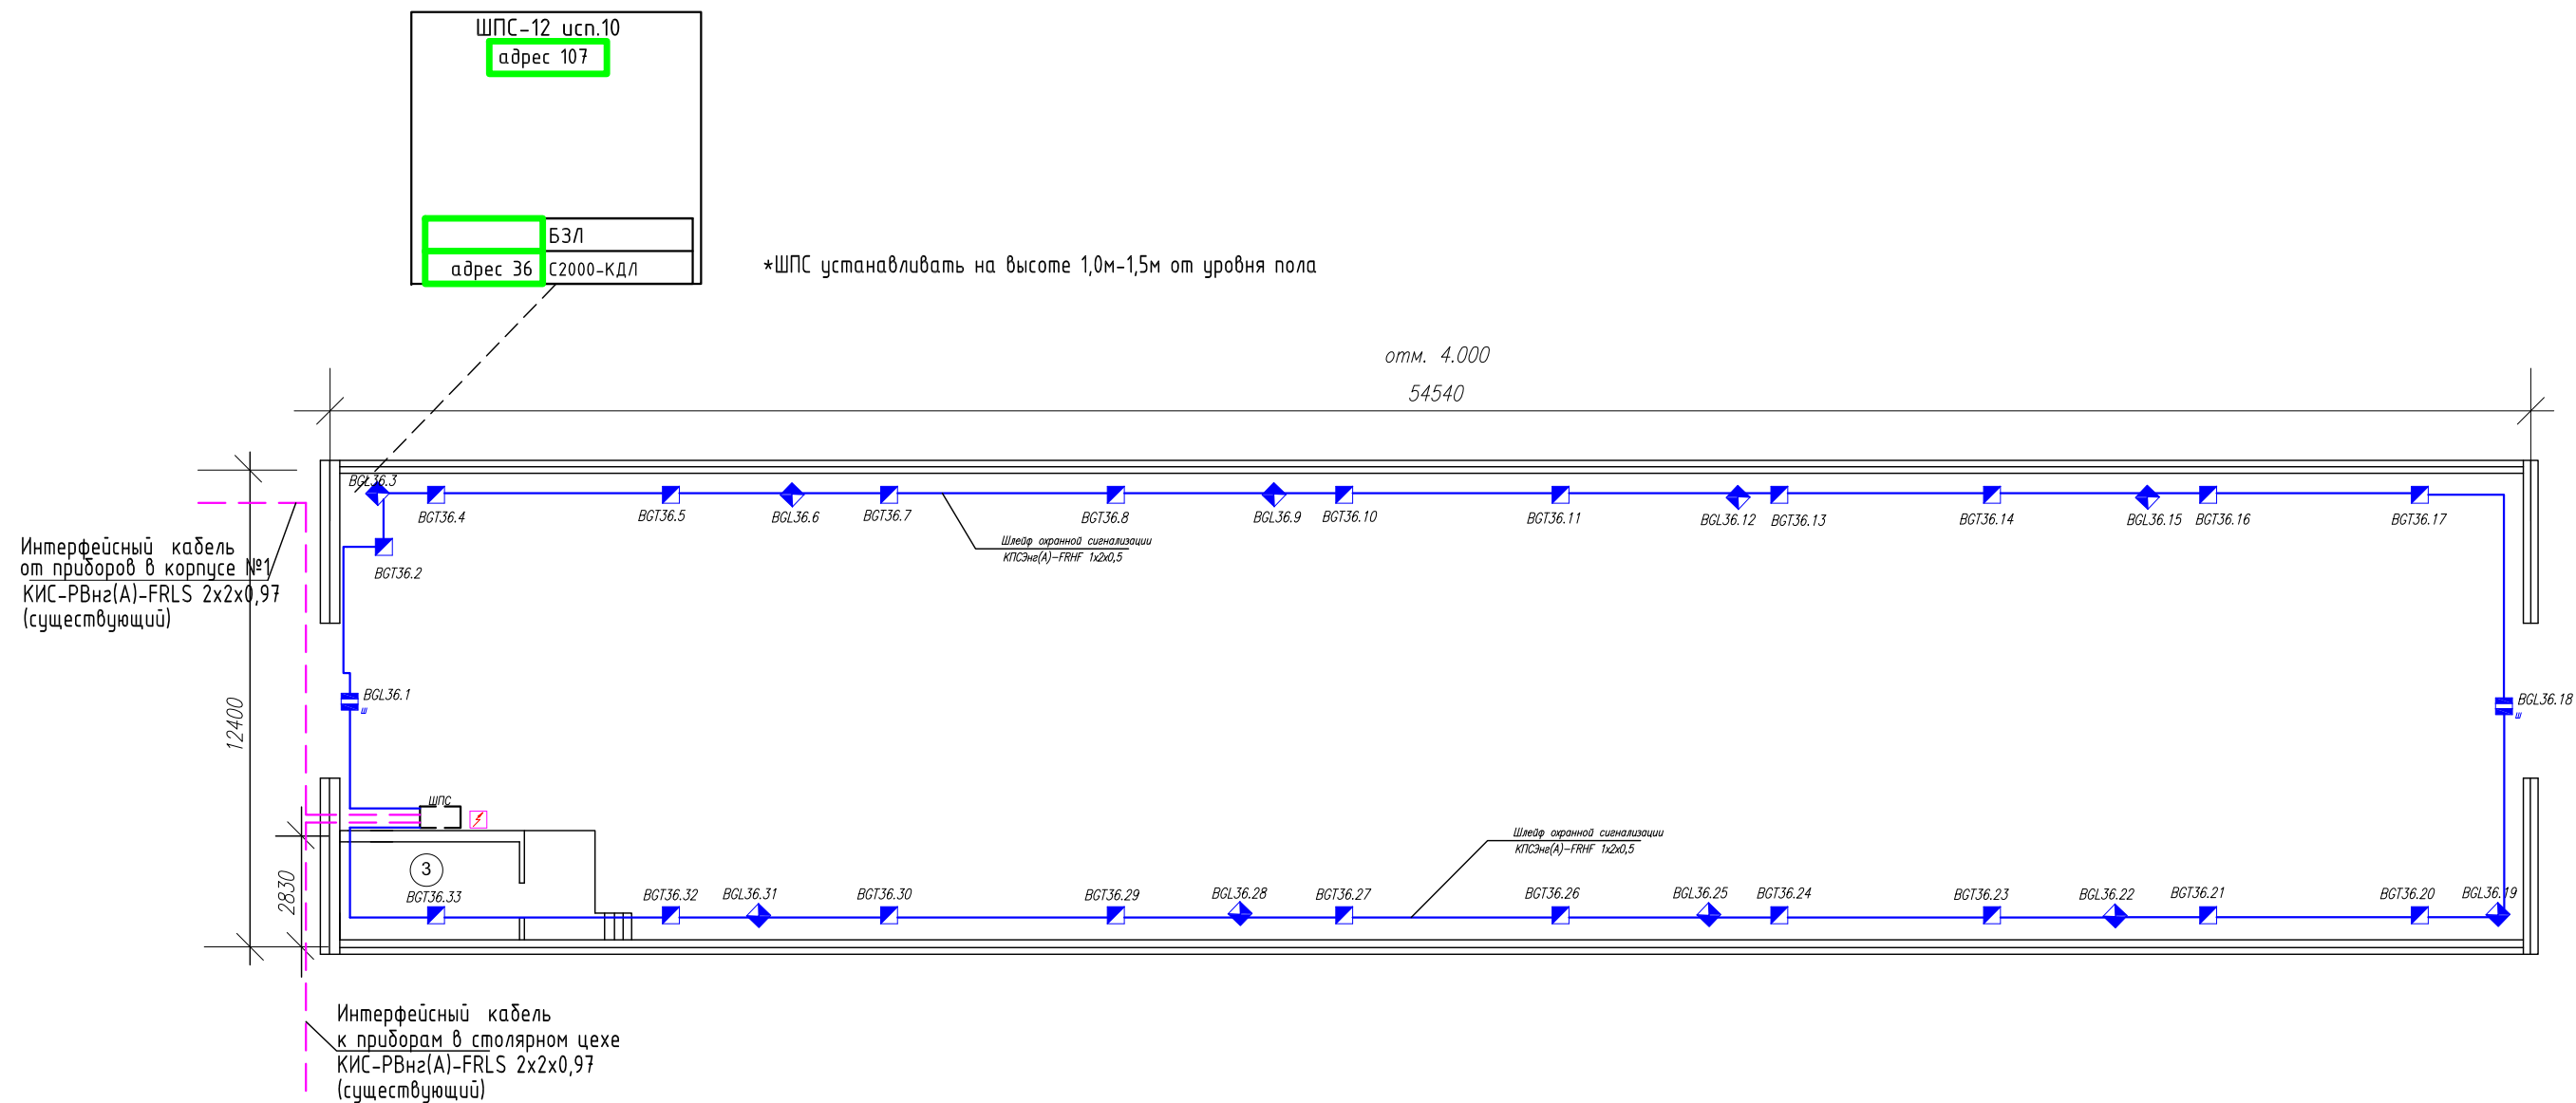 ШПС-12 исп.10
адрес 107
БЗЛ
адрес 36 С2000-КДЛ
*ШПС устанавливать на высоте 1,0м-1,5м от уровня пола
отм. 4.000
54540
BGL36.3
BGT36.4
BGT36.5
BGL36.6
BGT36.7
BGT36.8
BGL36.9
BGT36.10
BGT36.11
BGL36.12
BGT36.13
BGT36.14
BGL36.15
BGT36.16
BGT36.17
Шлейф охранной сигнализации
КПСЭнг(А)-FRHF 1х2х0,5
BGT36.2
Интерфейсный кабель
от приборов в корпусе №1
КИС-РВнг(А)-FRLS 2х2х0,97
(существующий)
12400
BGL36.1
ш
BGL36.18
ш
ШПС
2830
3
Шлейф охранной сигнализации
КПСЭнг(А)-FRHF 1х2х0,5
BGT36.33
BGT36.32
BGL36.31
BGT36.30
BGT36.29
BGL36.28
BGT36.27
BGT36.26
BGL36.25
BGT36.24
BGT36.23
BGL36.22
BGT36.21
BGT36.20
BGL36.19
Интерфейсный кабель
к приборам в столярном цехе
КИС-РВнг(А)-FRLS 2х2х0,97
(существующий)